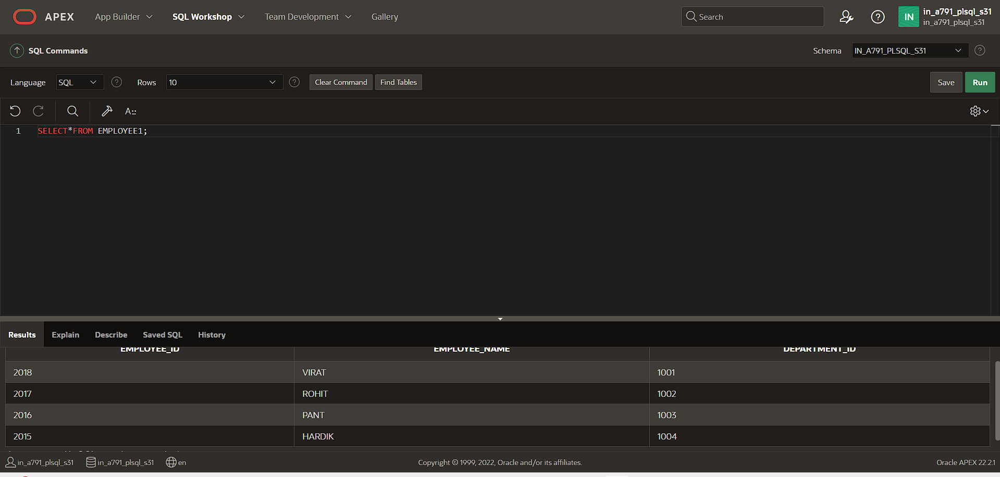 APEX App Builder SQL Workshop Team Development Gallery Search IN in_a791_plsql_s31
in_a791_plsql_s31
SQL Commands Schema IN_A791_PLSQL_S31
Language SQL Rows 10 Clear Command Find Tables Save Run
A::
1 SELECT*FROM EMPLOYEE1;
Results Explain Describe Saved SQL History
EMPLOYEE_ID EMPLOYEE_NAME DEPARTMENT_ID
2018 VIRAT 1001
2017 ROHIT 1002
2016 PANT 1003
2015 HARDIK 1004
in_a791_plsql_s31 in_a791_plsql_s31 en Copyright © 1999, 2022, Oracle and/or its affiliates. Oracle APEX 22.2.1